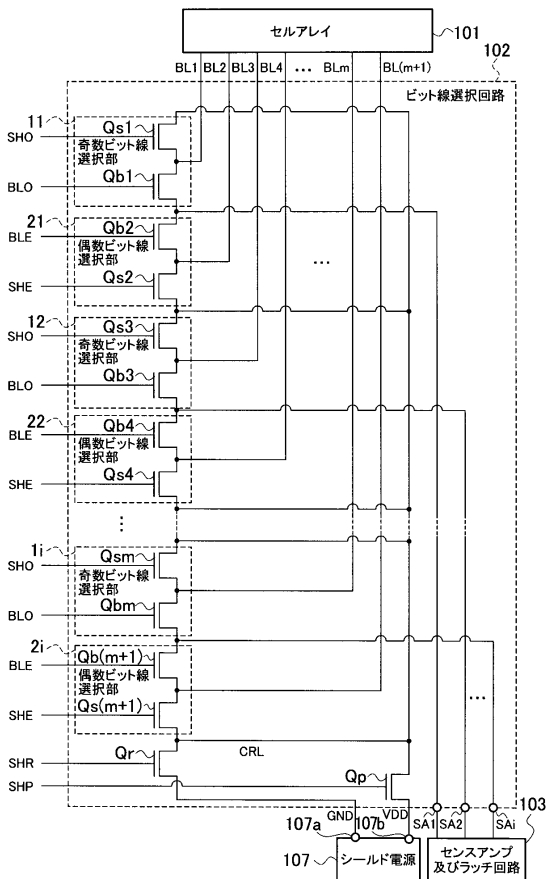 セルアレイ
101
BL1 BL2 BL3 BL4 … BLm BL(m+1)
102
ビット線選択回路
11
Qs1
SHO
奇数ビット線
選択部
BLO
Qb1
21
Qb2
BLE
偶数ビット線
選択部
…
SHE
Qs2
12
Qs3
SHO
奇数ビット線
選択部
BLO
Qb3
22
Qb4
BLE
偶数ビット線
選択部
SHE
Qs4
…
1i
Qsm
SHO
奇数ビット線
選択部
BLO
Qbm
2i
Qb(m+1)
BLE
偶数ビット線
選択部
…
SHE
Qs(m+1)
Qr
CRL
SHR
Qp
SHP
GND
VDD
SA1
SA2
SAi
103
107a
107b
107
シールド電源
センスアンプ
及びラッチ回路